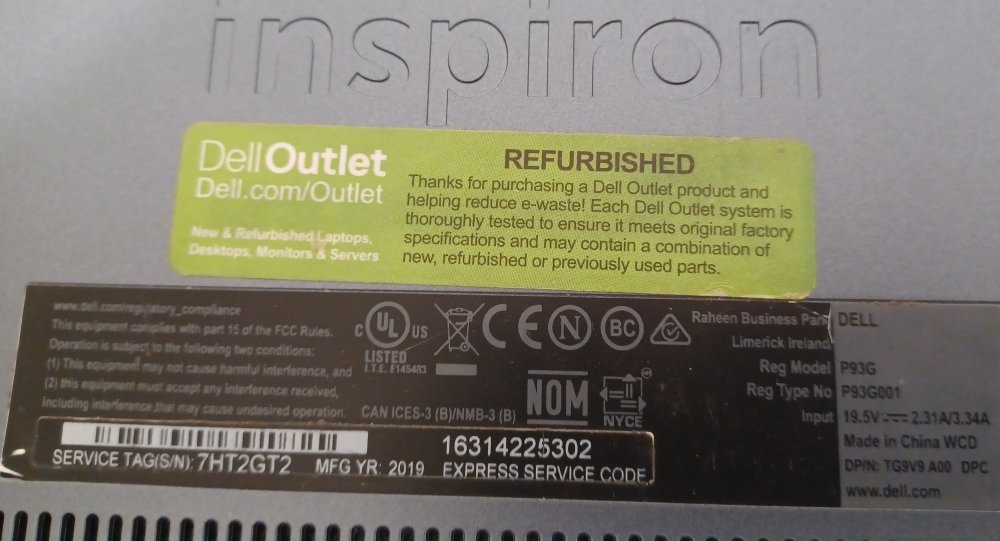 inspiron
Dell Outlet
Dell.com/Outlet
New & Refurbished Laptops,
Desktops, Monitors & Servers
REFURBISHED
Thanks for purchasing a Dell Outlet product and
helping reduce e-waste! Each Dell Outlet system is
thoroughly tested to ensure it meets original factory
specifications and may contain a combination of
new, refurbished or previously used parts.
www.dell.com/regulatory_compliance
This equipment complies with part 15 of the FCC Rules.
Operation is subject to the following two conditions:
(1) This equipment may not cause harmful interference, and
(2) this equipment must accept any interference received,
including interference that may cause undesired operation.
C UL US
LISTED
I.T.E. E145483
CE N BC
CAN ICES-3 (B)/NMB-3 (B)
NOM
NYCE
Raheen Business Park
Limerick Ireland
Reg Model
Reg Type No
Input
DELL
P93G
P93G001
19.5V 2.31A/3.34A
Made in China WCD
DP/N: TG9V9 A00 DPC
www.dell.com
SERVICE TAG(S/N): 7HT2GT2 MFG YR: 2019
16314225302
EXPRESS SERVICE CODE